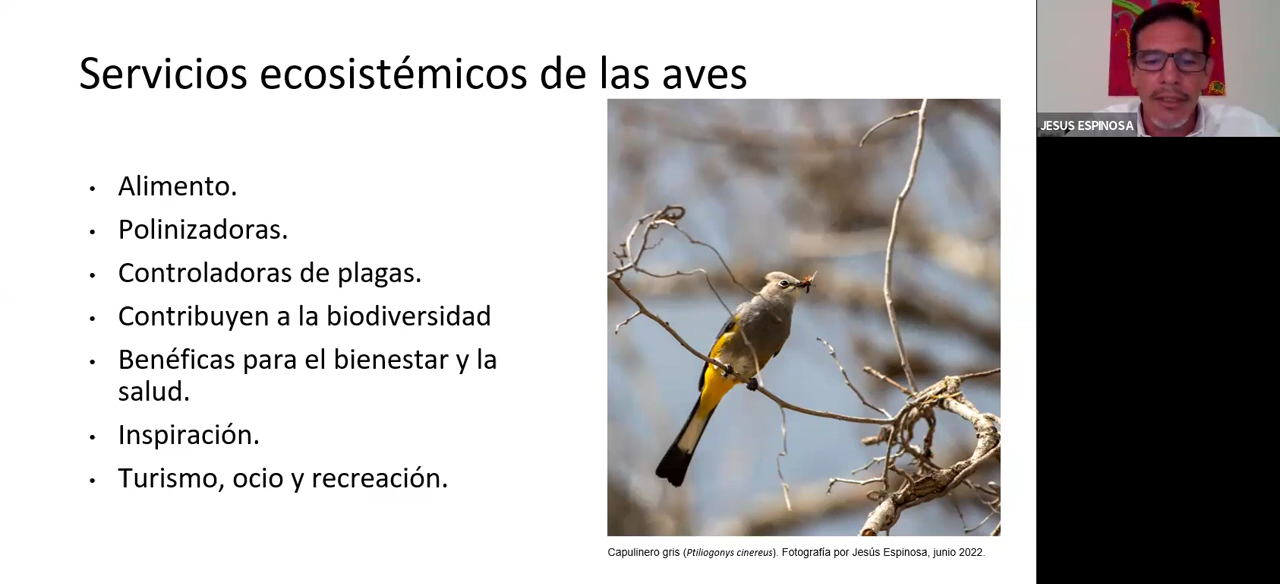 Servicios ecosistémicos de las aves
• Alimento.
• Polinizadoras.
• Controladoras de plagas.
• Contribuyen a la biodiversidad
• Benéficas para el bienestar y la
salud.
• Inspiración.
• Turismo, ocio y recreación.
Capulinero gris (Ptiliogonys cinereus). Fotografía por Jesús Espinosa, junio 2022.
JESUS ESPINOSA